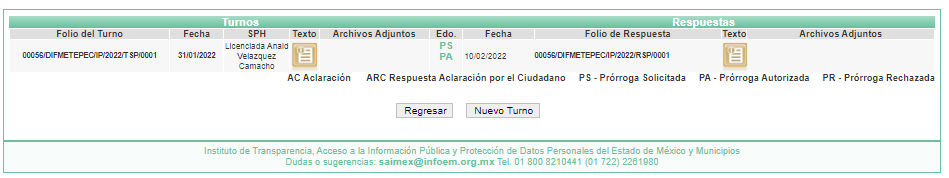 Turnos Respuestas
Folio del Turno Fecha SPH Texto Archivos Adjuntos Edo. Fecha Folio de Respuesta Texto Archivos Adjuntos
00056/DIFMETEPEC/IP/2022/TSP/0001 31/01/2022 Licenciada Anaid Velazquez Camacho PS PA 10/02/2022 00056/DIFMETEPEC/IP/2022/RSP/0001
AC Aclaración ARC Respuesta Aclaración por el Ciudadano PS - Prórroga Solicitada PA - Prórroga Autorizada PR - Prórroga Rechazada
Regresar Nuevo Turno
Instituto de Transparencia, Acceso a la Información Pública y Protección de Datos Personales del Estado de México y Municipios
Dudas o sugerencias: saimex@infoem.org.mx Tel. 01 800 8210441 (01 722) 2261980